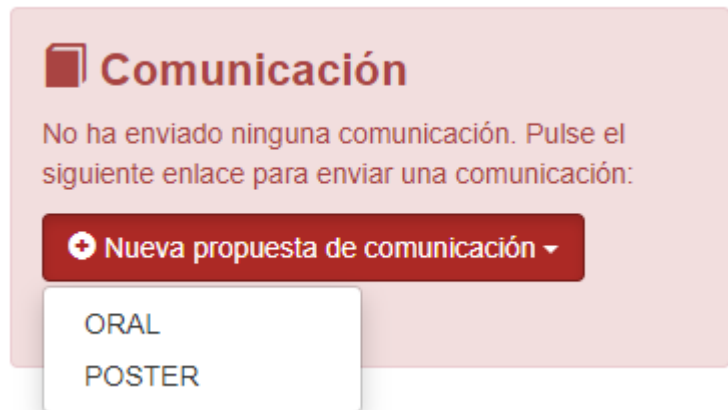 Comunicación
No ha enviado ninguna comunicación. Pulse el
siguiente enlace para enviar una comunicación:
Nueva propuesta de comunicación
ORAL
POSTER